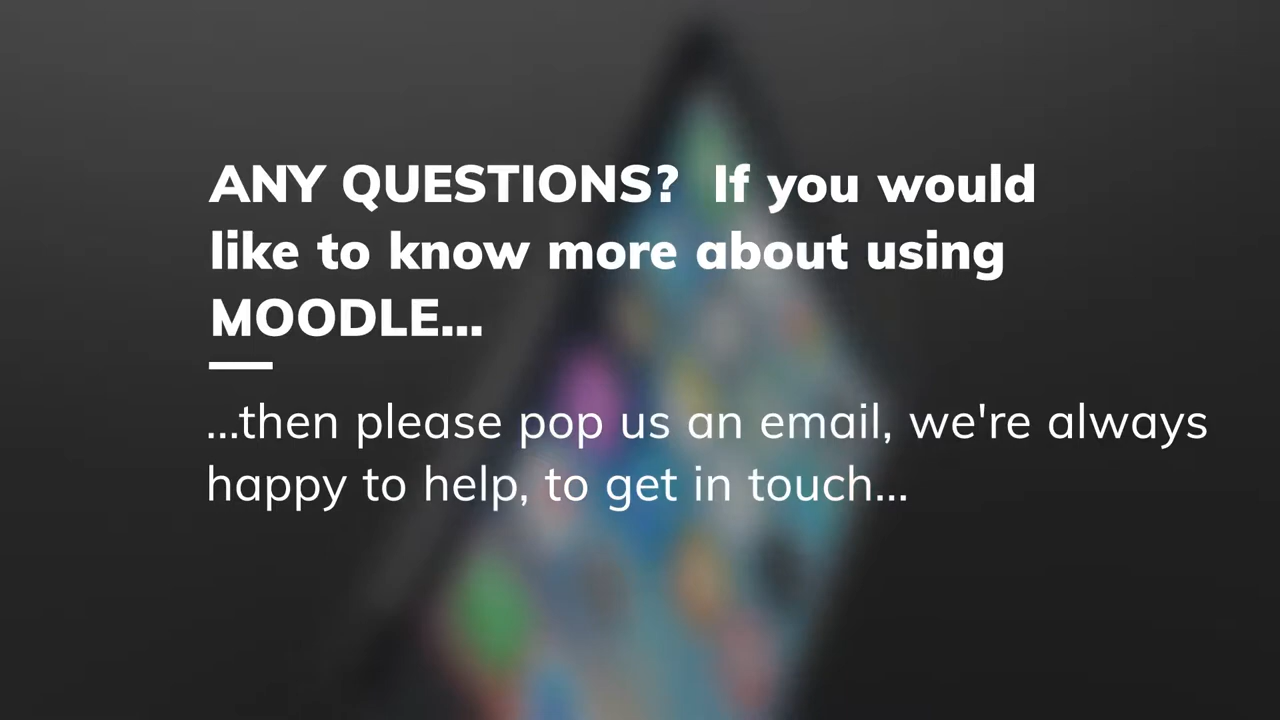 ANY QUESTIONS?  If you would
like to know more about using
MOODLE...
...then please pop us an email, we're always
happy to help, to get in touch...